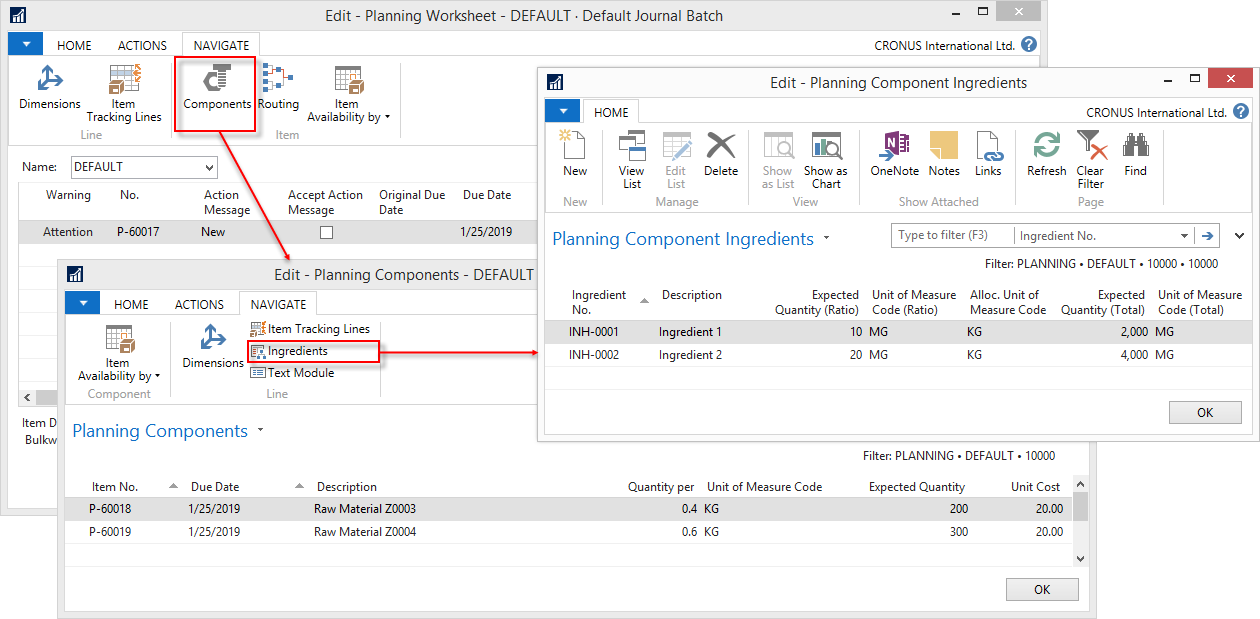 Edit - Planning Worksheet - DEFAULT · Default Journal Batch
HOME ACTIONS NAVIGATE
CRONUS International Ltd.
Dimensions
Item
Tracking Lines
Components
Routing
Item
Availability by
Line
Item
Name: DEFAULT
Warning No. Action
Message Accept Action
Message Original Due
Date Due Date
Attention P-60017 New 1/25/2019
Item D
Bulkw
Edit - Planning Components - DEFAULT
HOME ACTIONS NAVIGATE
Item
Availability by
Component
Dimensions
Item Tracking Lines
Ingredients
Text Module
Line
Planning Components
Filter: PLANNING • DEFAULT • 10000
Item No. Due Date Description Quantity per Unit of Measure Code Expected Quantity Unit Cost
P-60018 1/25/2019 Raw Material Z0003 0.4 KG 200 20.00
P-60019 1/25/2019 Raw Material Z0004 0.6 KG 300 20.00
OK
Edit - Planning Component Ingredients
HOME
CRONUS International Ltd.
New
New
View
List
Edit
List
Delete
Manage
Show
as List
Show as
Chart
View
OneNote
Notes
Links
Show Attached
Refresh
Clear
Filter
Find
Page
Planning Component Ingredients
Type to filter (F3) Ingredient No.
Filter: PLANNING • DEFAULT • 10000 • 10000
Ingredient
No. Description Expected
Quantity (Ratio) Unit of Measure
Code (Ratio) Alloc. Unit of
Measure Code Expected
Quantity (Total) Unit of Measure
Code (Total)
INH-0001 Ingredient 1 10 MG KG 2,000 MG
INH-0002 Ingredient 2 20 MG KG 4,000 MG
OK